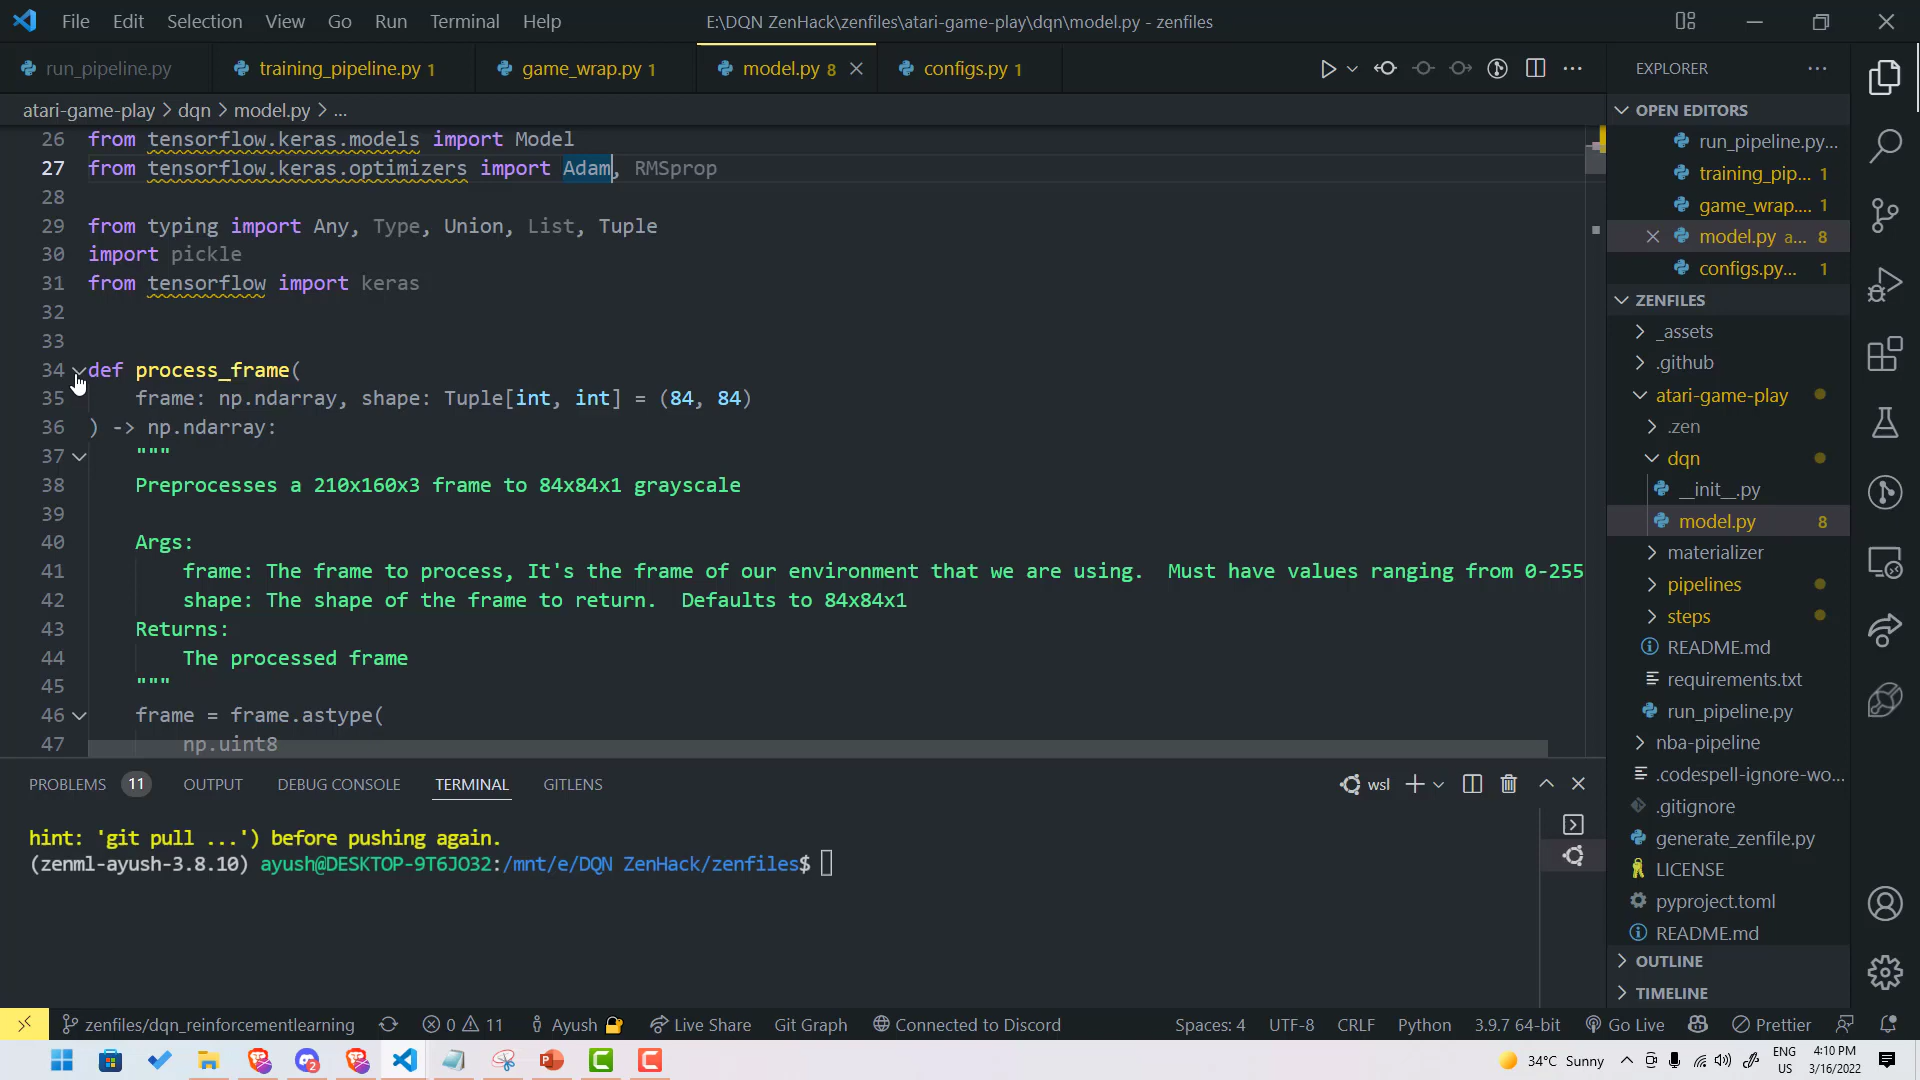 File Edit Selection View Go Run Terminal Help E:\DQN ZenHack\zenfiles\atari-game-play\dqn\model.py - zenfiles
run_pipeline.py training_pipeline.py 1 game_wrap.py 1 model.py 8 configs.py 1
EXPLORER
atari-game-play > dqn > model.py > ...
26 from tensorflow.keras.models import Model
27 from tensorflow.keras.optimizers import Adam, RMSprop
28
29 from typing import Any, Type, Union, List, Tuple
30 import pickle
31 from tensorflow import keras
32
33
34 def process_frame(
35 frame: np.ndarray, shape: Tuple[int, int] = (84, 84)
36 ) -> np.ndarray:
37 """
38 Preprocesses a 210x160x3 frame to 84x84x1 grayscale
39
40 Args:
41 frame: The frame to process, It's the frame of our environment that we are using.  Must have values ranging from 0-255
42 shape: The shape of the frame to return.  Defaults to 84x84x1
43 Returns:
44 The processed frame
45 """
46 frame = frame.astype(
47 np.uint8
OPEN EDITORS
run_pipeline.py...
training_pip... 1
game_wrap.... 1
model.py a... 8
configs.py... 1
ZENFILES
_assets
.github
atari-game-play
.zen
dqn
__init__.py
model.py 8
materializer
pipelines
steps
README.md
requirements.txt
run_pipeline.py
nba-pipeline
.codespell-ignore-wo...
.gitignore
generate_zenfile.py
LICENSE
pyproject.toml
README.md
OUTLINE
TIMELINE
PROBLEMS 11 OUTPUT DEBUG CONSOLE TERMINAL GITLENS wsl
hint: 'git pull ...') before pushing again.
(zenml-ayush-3.8.10) ayush@DESKTOP-9T6JO32:/mnt/e/DQN ZenHack/zenfiles$
zenfiles/dqn_reinforcementlearning 0 11 Ayush Live Share Git Graph Connected to Discord Spaces: 4 UTF-8 CRLF Python 3.9.7 64-bit Go Live Prettier
2
34°C Sunny
ENG
US
4:10 PM
3/16/2022